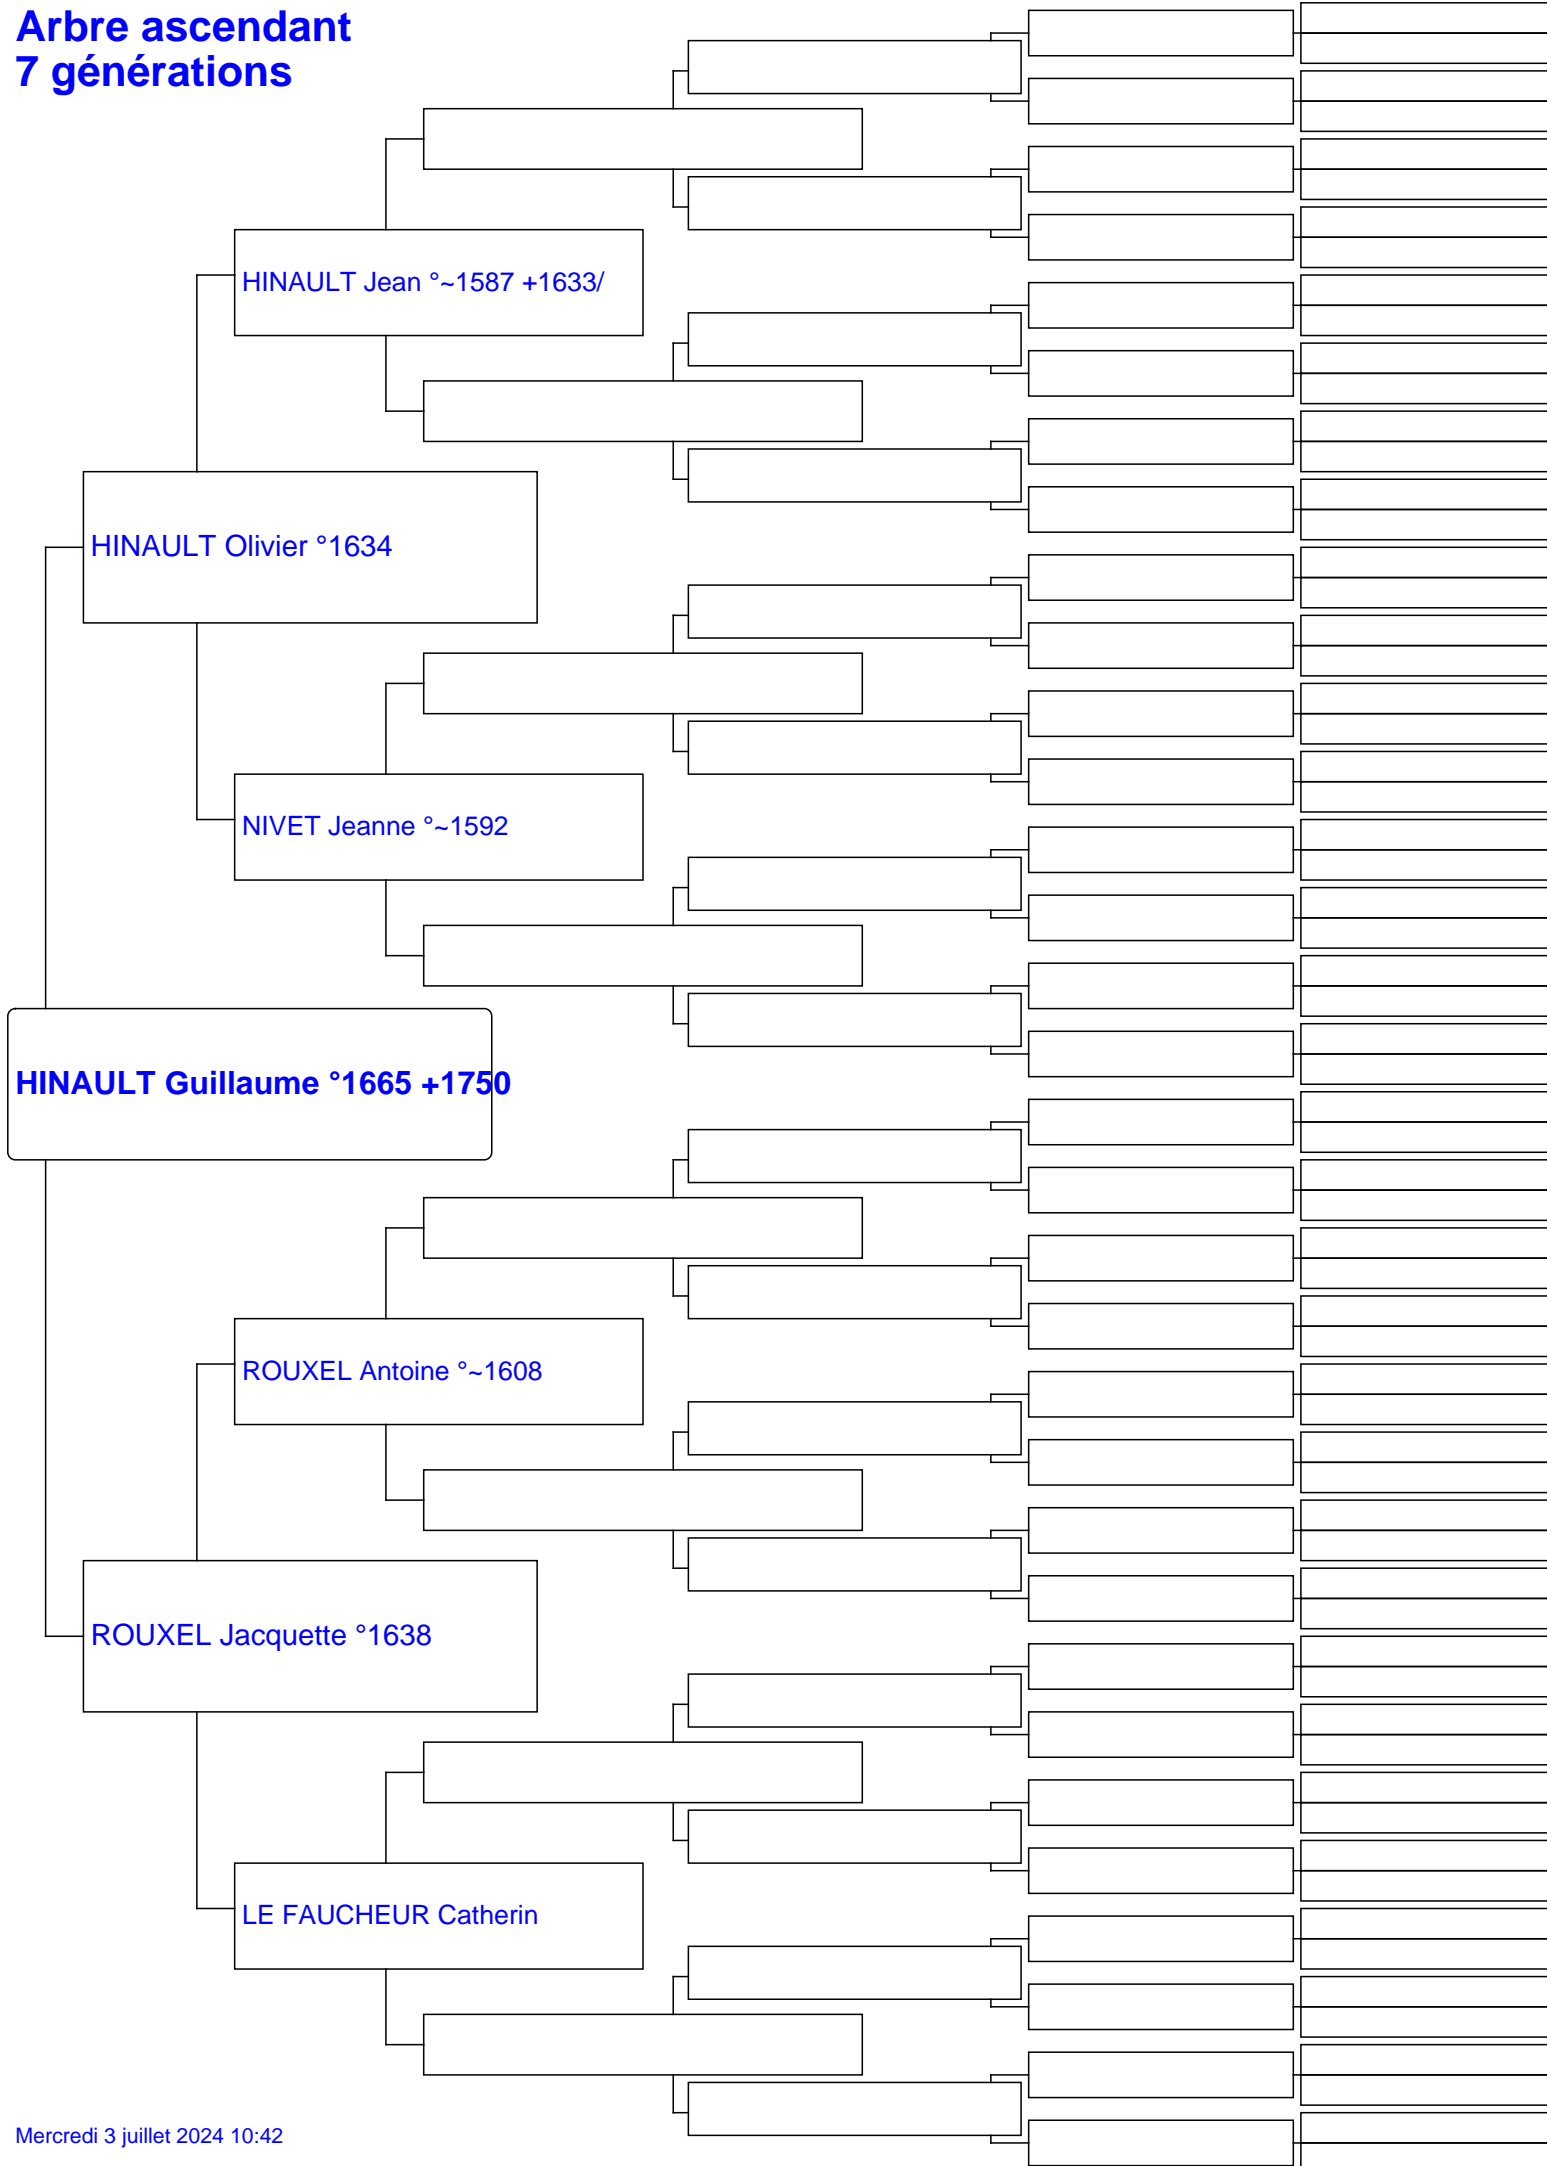 Arbre ascendant
7 générations
HINAULT Jean °~1587 +1633/
HINAULT Olivier °1634
NIVET Jeanne °~1592
HINAULT Guillaume °1665 +1750
ROUXEL Antoine °~1608
ROUXEL Jacquette °1638
LE FAUCHEUR Catherin
Mercredi 3 juillet 2024 10:42